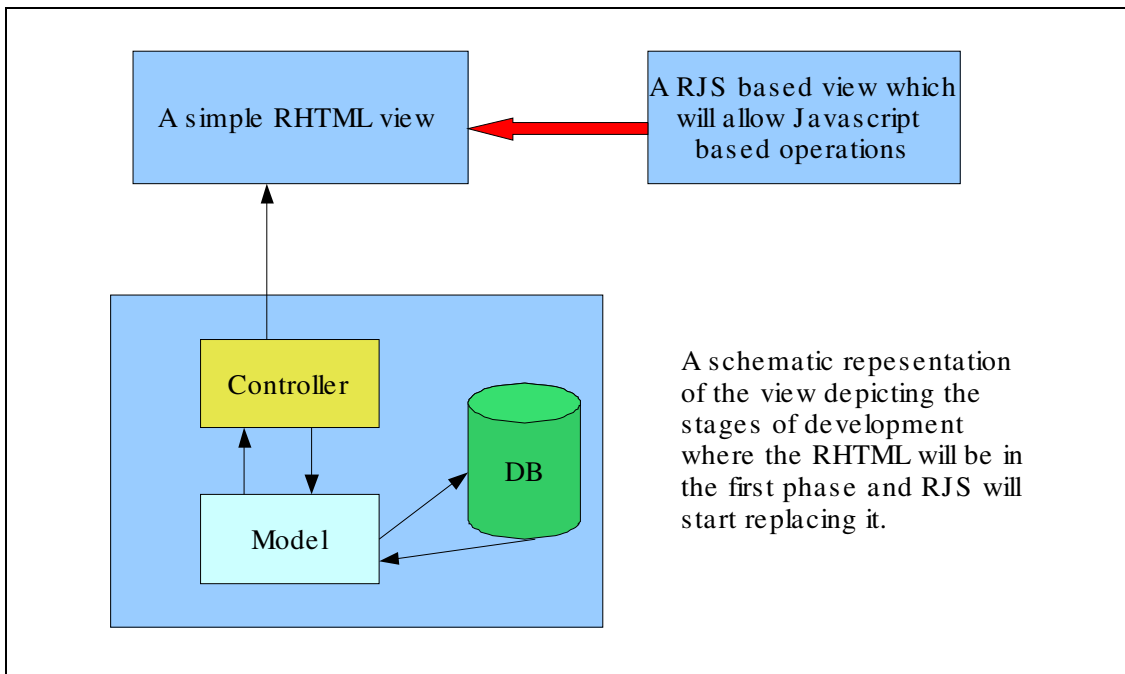 A simple RHTML view
A RJS based view which
will allow Javascript
based operations
Controller
DB
Model
A schematic repesentation
of the view depicting the
stages of development
where the RHTML will be in
the first phase and RJS will
start replacing it.